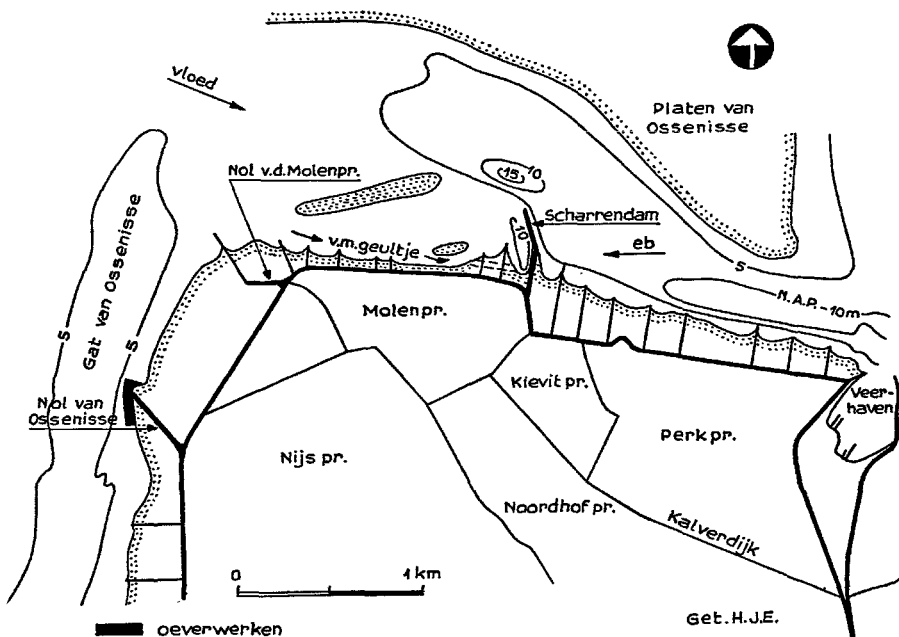 vloed
Platen van
Ossenisse
Nol v.d. Molenpr.
15
10
Scharrendam
10
v.m. geultje
eb
5
N.A.P. -10m
Gat van Ossenisse
5
5
Molenpr.
Kievit pr.
Veer-
haven
Nol van
Ossenisse
Perk pr.
Nijs pr.
Noordhof pr.
Kalverdijk
0
1 km
Get. H.J.E.
oeverwerken